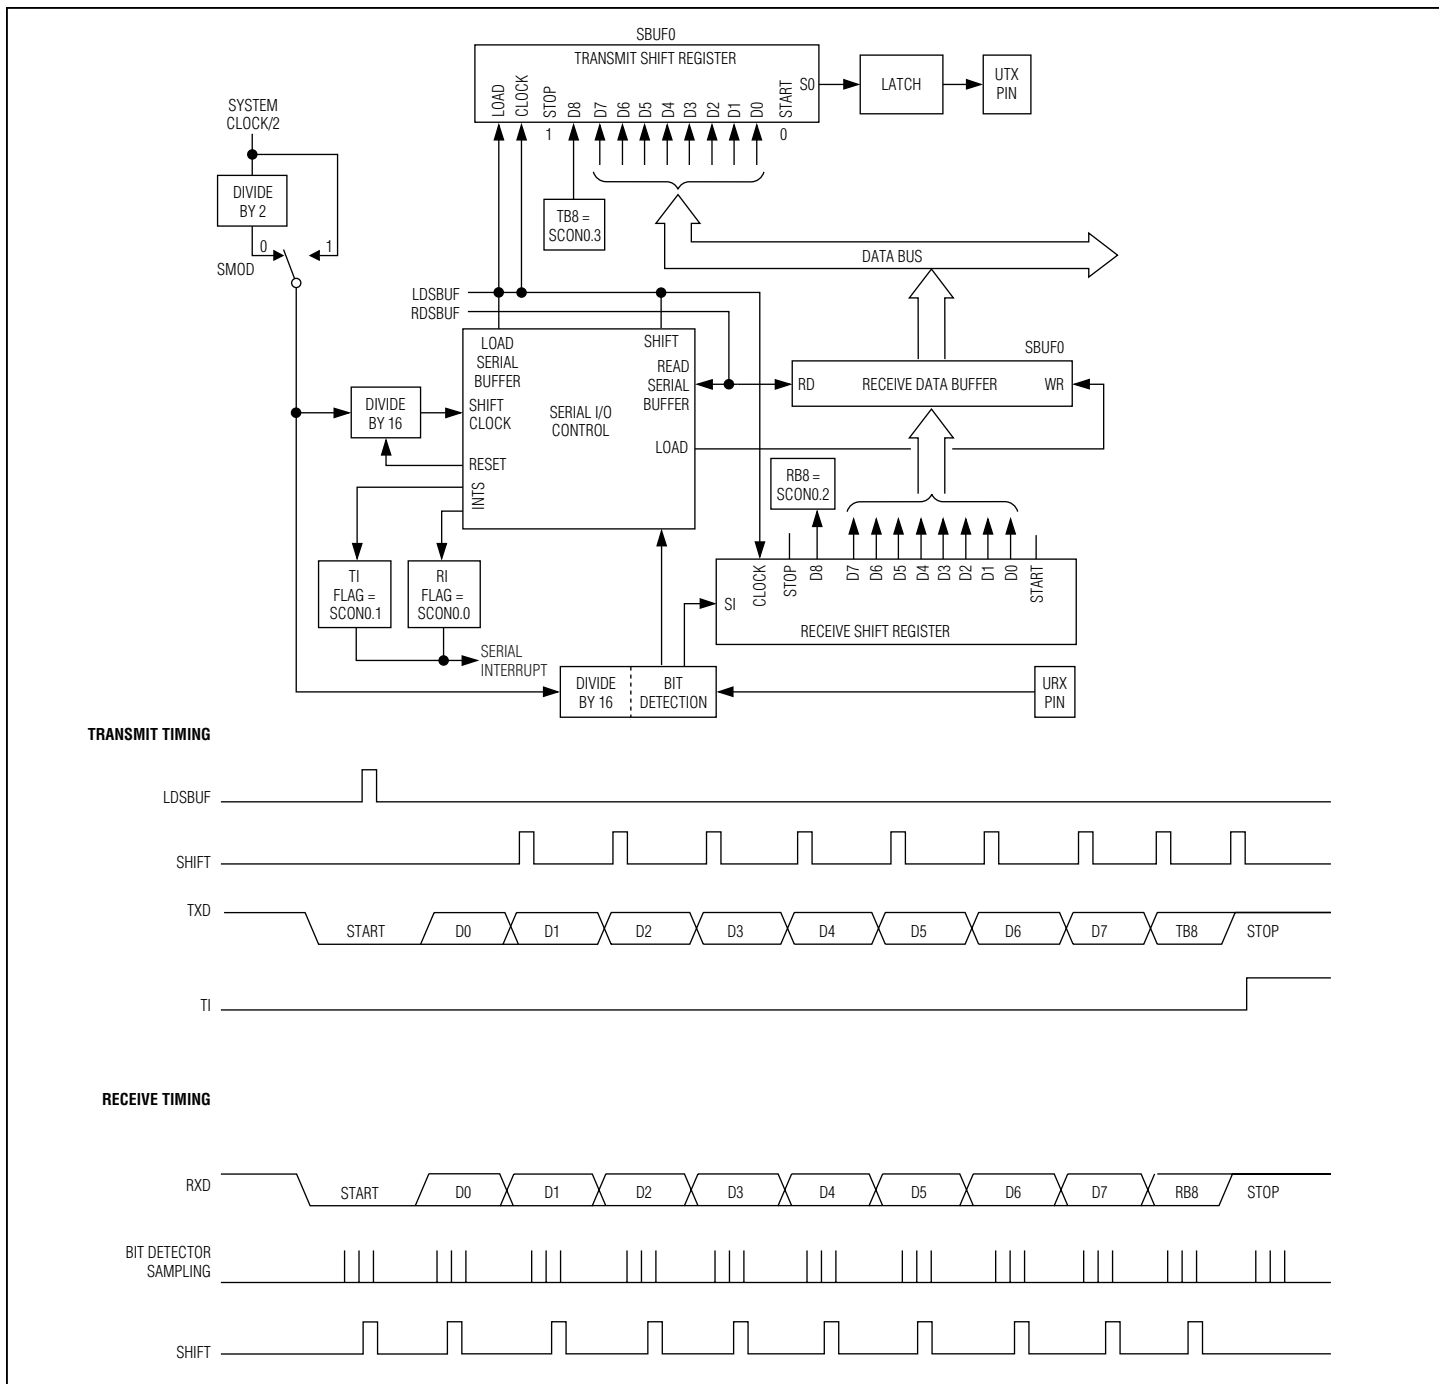 SBUF0
TRANSMIT SHIFT REGISTER
LOAD
CLOCK
STOP
D8
D7
D6
D5
D4
D3
D2
D1
D0
START
S0
1
0
LATCH
UTX
PIN
SYSTEM
CLOCK/2
DIVIDE
BY 2
0
1
SMOD
TB8 =
SCON0.3
DATA BUS
LDSBUF
RDSBUF
LOAD
SERIAL
BUFFER
SHIFT
READ
SERIAL
BUFFER
SHIFT
CLOCK
SERIAL I/O
CONTROL
LOAD
RESET
INTS
DIVIDE
BY 16
SBUF0
RD
RECEIVE DATA BUFFER
WR
RB8 =
SCON0.2
TI
FLAG =
SCON0.1
RI
FLAG =
SCON0.0
SERIAL
INTERRUPT
CLOCK
STOP
D8
D7
D6
D5
D4
D3
D2
D1
D0
START
SI
RECEIVE SHIFT REGISTER
DIVIDE
BY 16
BIT
DETECTION
URX
PIN
TRANSMIT TIMING
LDSBUF
SHIFT
TXD
START
D0
D1
D2
D3
D4
D5
D6
D7
TB8
STOP
TI
RECEIVE TIMING
RXD
START
D0
D1
D2
D3
D4
D5
D6
D7
RB8
STOP
BIT DETECTOR
SAMPLING
SHIFT